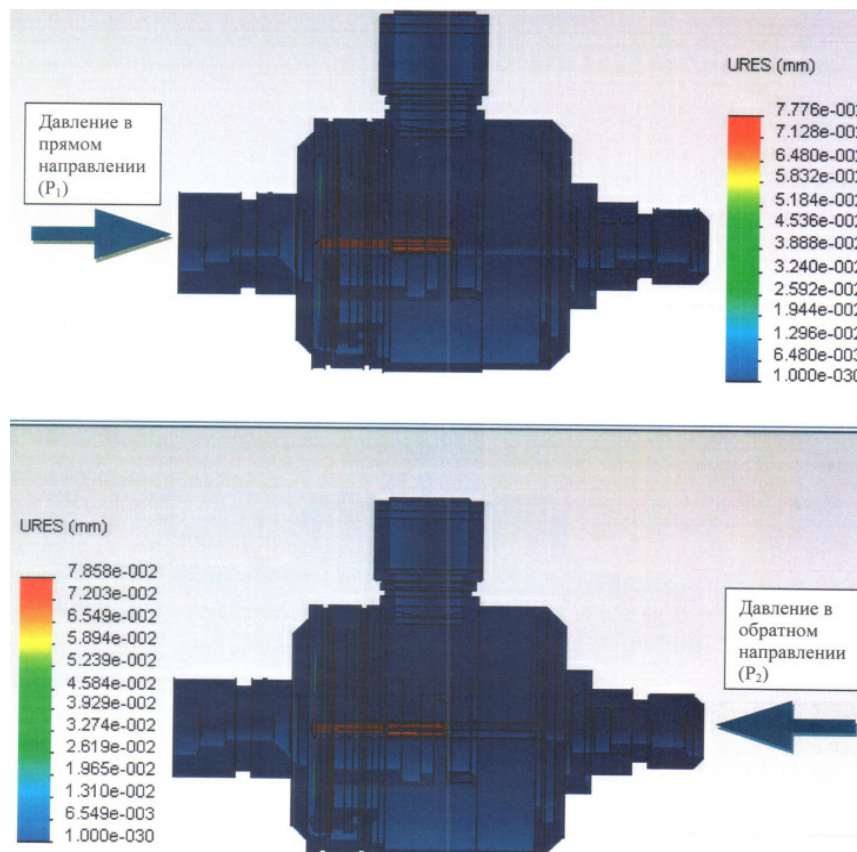 URES (mm)
Давление в
прямом
направлении
(P₁)
7.776e-002
7.128e-002
6.480e-002
5.832e-002
5.184e-002
4.536e-002
3.888e-002
3.240e-002
2.592e-002
1.944e-002
1.296e-002
6.480e-003
1.000e-030
URES (mm)
7.858e-002
7.203e-002
6.549e-002
5.894e-002
5.239e-002
4.584e-002
3.929e-002
3.274e-002
2.619e-002
1.965e-002
1.310e-002
6.549e-003
1.000e-030
Давление в
обратном
направлении
(P₂)